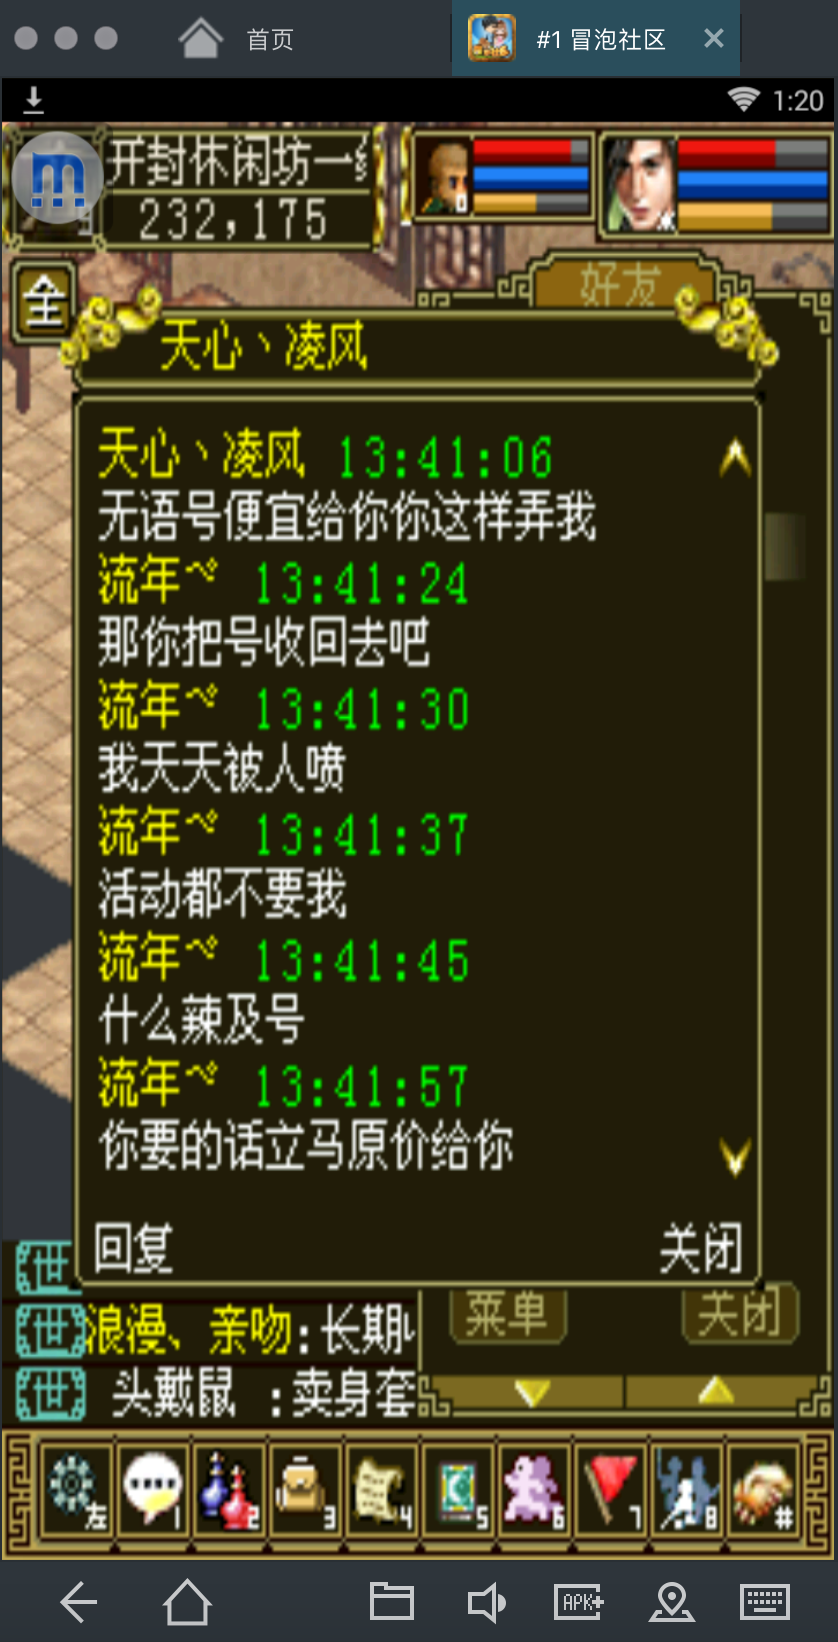 首页
#1 冒泡社区
1:20
开封休闲坊一
232,175
全
好友
天心丶凌风
天心丶凌风 13:41:06
无语号便宜给你你这样弄我
流年ペ 13:41:24
那你把号收回去吧
流年ペ 13:41:30
我天天被人喷
流年ペ 13:41:37
活动都不要我
流年ペ 13:41:45
什么辣及号
流年ペ 13:41:57
你要的话立马原价给你
回复 关闭
世
世 浪漫、亲吻:长期
菜单 关闭
世 头戴鼠 :卖身套
左 1 2 3 4 5 6 7 8 #
APK+